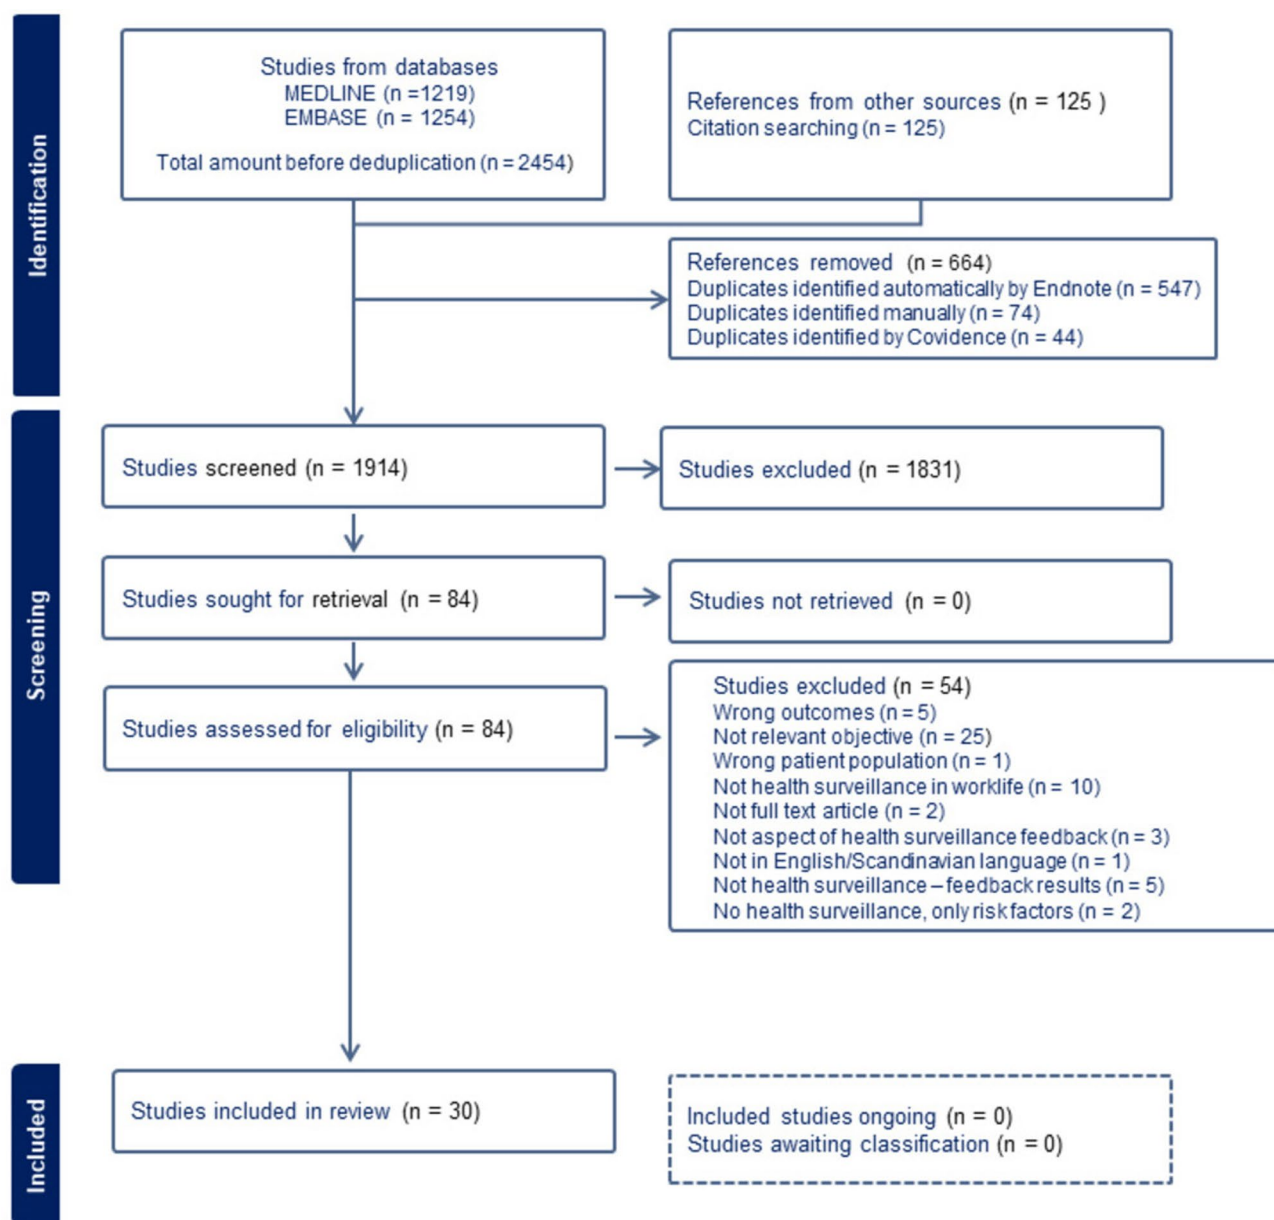 Identification
Studies from databases
MEDLINE (n =1219)
EMBASE (n = 1254)
Total amount before deduplication (n = 2454)
References from other sources (n = 125 )
Citation searching (n = 125)
References removed (n = 664)
Duplicates identified automatically by Endnote (n = 547)
Duplicates identified manually (n = 74)
Duplicates identified by Covidence (n = 44)
Screening
Studies screened (n = 1914)
Studies excluded (n = 1831)
Studies sought for retrieval (n = 84)
Studies not retrieved (n = 0)
Studies assessed for eligibility (n = 84)
Studies excluded (n = 54)
Wrong outcomes (n = 5)
Not relevant objective (n = 25)
Wrong patient population (n = 1)
Not health surveillance in worklife (n = 10)
Not full text article (n = 2)
Not aspect of health surveillance feedback (n = 3)
Not in English/Scandinavian language (n = 1)
Not health surveillance – feedback results (n = 5)
No health surveillance, only risk factors (n = 2)
Included
Studies included in review (n = 30)
Included studies ongoing (n = 0)
Studies awaiting classification (n = 0)